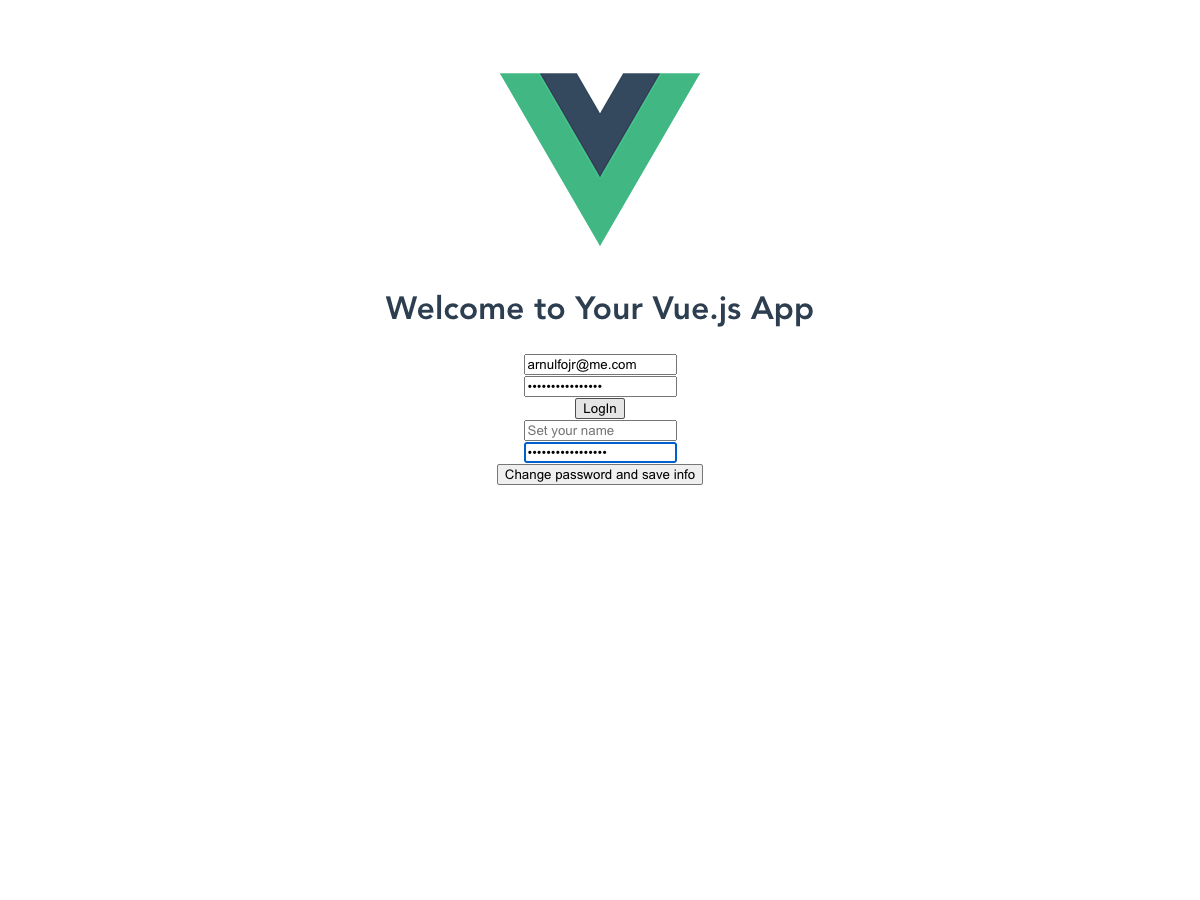 Welcome to Your Vue.js App
arnulfojr@me.com
••••••••••••••••
LogIn
Set your name
•••••••••••••••••
Change password and save info